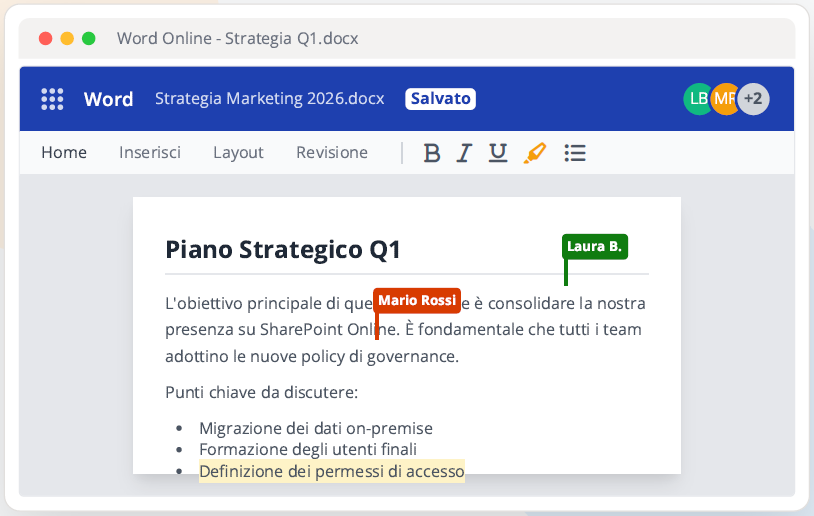 Word Online - Strategia Q1.docx
Word Strategia Marketing 2026.docx Salvato LB MR +2
Home Inserisci Layout Revisione B I U
Piano Strategico Q1
Laura B.
Mario Rossi
L'obiettivo principale di e è consolidare la nostra
presenza su SharePoint Online. È fondamentale che tutti i team
adottino le nuove policy di governance.
Punti chiave da discutere:
• Migrazione dei dati on-premise
• Formazione degli utenti finali
• Definizione dei permessi di accesso